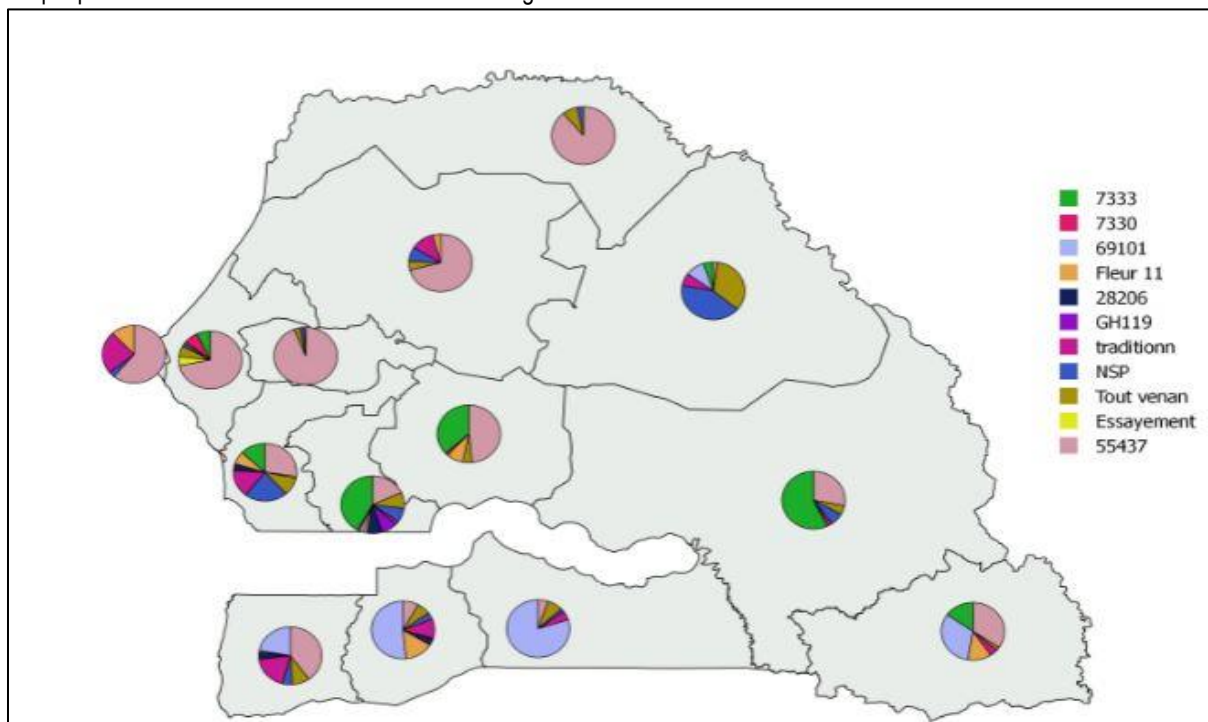 7333
7330
69101
Fleur 11
28206
GH119
traditionn
NSP
Tout venan
Essayement
55437